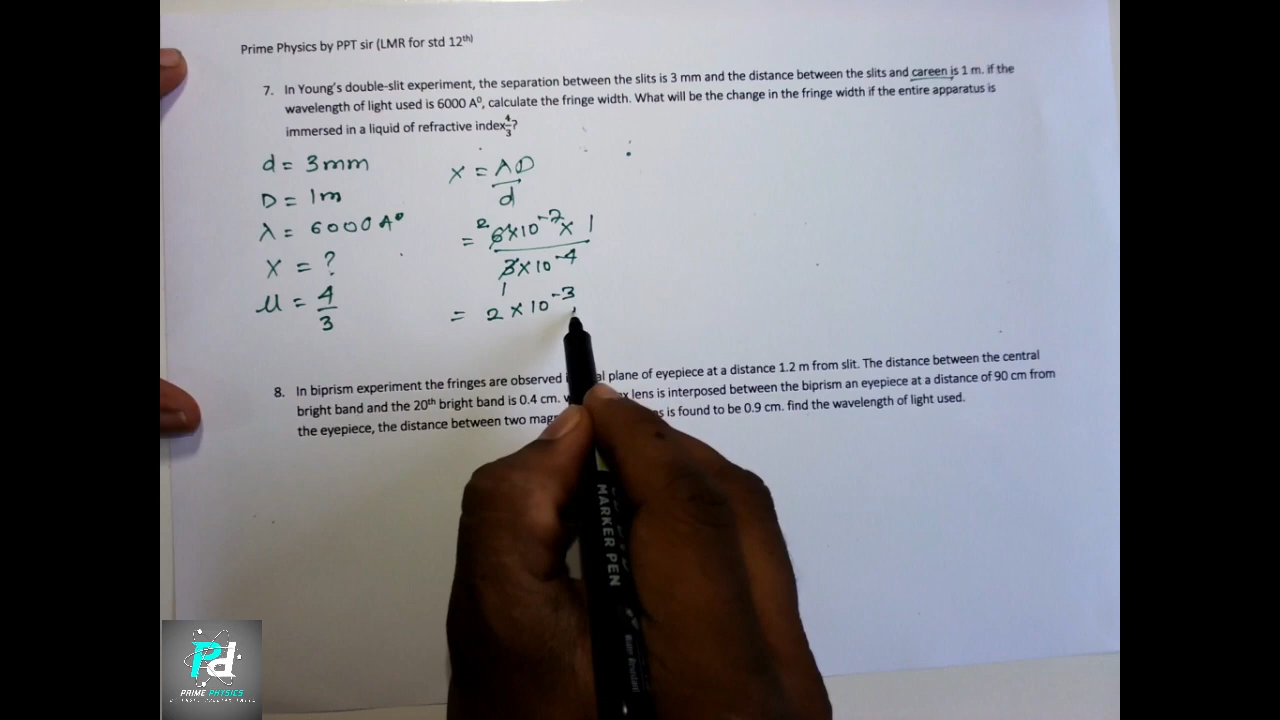 Prime Physics by PPT sir (LMR for std 12th)
7. In Young's double-slit experiment, the separation between the slits is 3 mm and the distance between the slits and careen is 1 m. if the
wavelength of light used is 6000 A⁰, calculate the fringe width. What will be the change in the fringe width if the entire apparatus is
immersed in a liquid of refractive index 4/3?
d = 3mm
D = 1m
λ = 6000 A⁰
X = ?
μ = 4/3
X = λD/d
= 2 6×10⁻⁷ × 1 / 3×10⁻⁴ 1
= 2 × 10⁻³
8. In biprism experiment the fringes are observed plane of eyepiece at a distance 1.2 m from slit. The distance between the central
bright band and the 20th bright band is 0.4 cm. lens is interposed between the biprism an eyepiece at a distance of 90 cm from
the eyepiece, the distance between two is found to be 0.9 cm. find the wavelength of light used.
MARKER PEN
Pd
PRIME PHYSICS